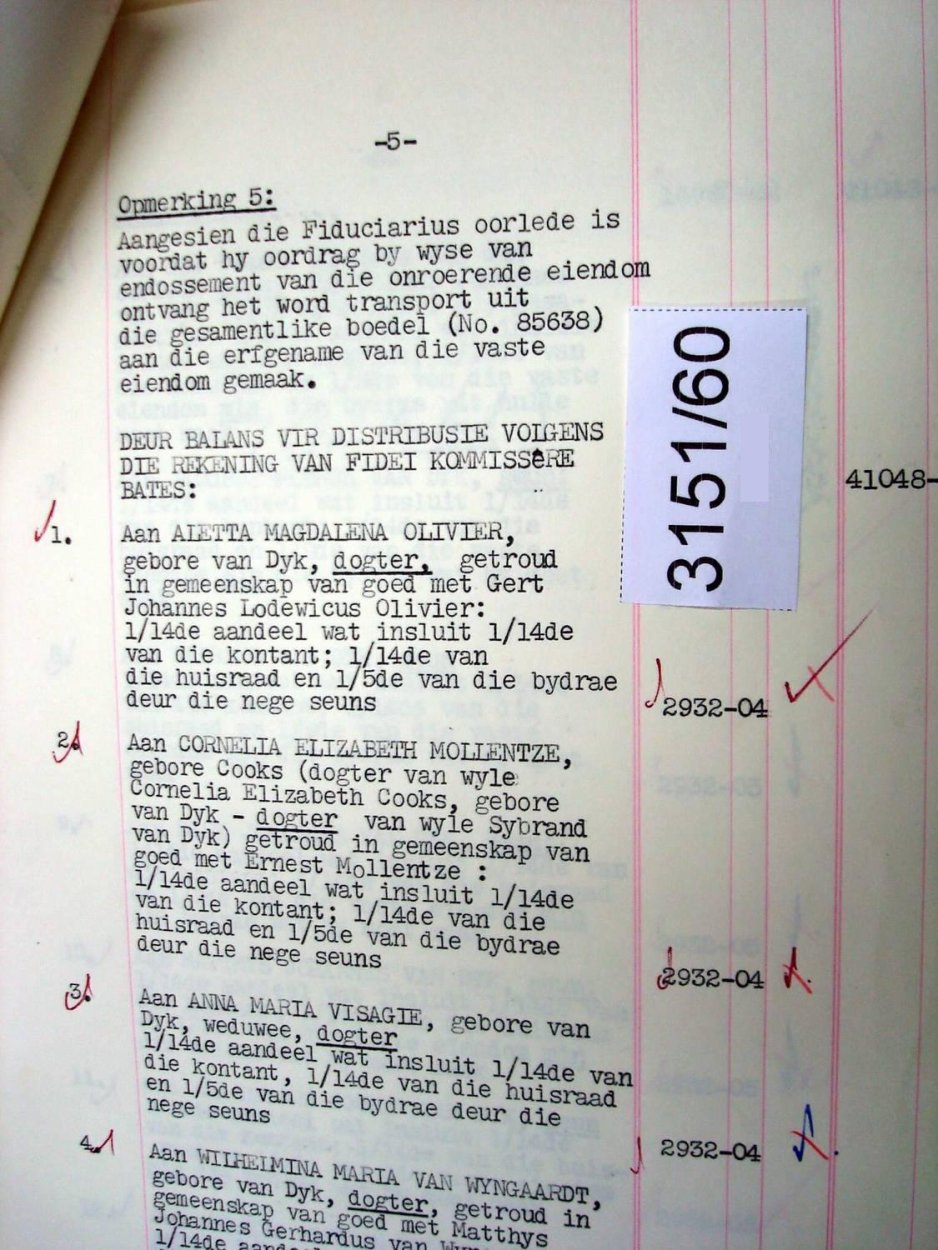 -5-
Opmerking 5:
Aangesien die Fiduciarius oorlede is
voordat hy oordrag by wyse van
endossement van die onroerende eiendom
ontvang het word transport uit
die gesamentlike boedel (No. 85638)
aan die erfgename van die vaste
eiendom gemaak.
3151/60
DEUR BALANS VIR DISTRIBUSIE VOLGENS
DIE REKENING VAN FIDEI KOMMISSêRE
BATES:
41048-
1. Aan ALETTA MAGDALENA OLIVIER,
gebore van Dyk, dogter, getroud
in gemeenskap van goed met Gert
Johannes Lodewicus Olivier:
1/14de aandeel wat insluit 1/14de
van die kontant; 1/14de van
die huisraad en 1/5de van die bydrae
deur die nege seuns 2932-04
2. Aan CORNELIA ELIZABETH MOLLENTZE,
gebore Cooks (dogter van wyle
Cornelia Elizabeth Cooks, gebore
van Dyk - dogter van wyle Sybrand
van Dyk) getroud in gemeenskap van
goed met Ernest Mollentze :
1/14de aandeel wat insluit 1/14de
van die kontant; 1/14de van die
huisraad en 1/5de van die bydrae
deur die nege seuns 2932-04
3. Aan ANNA MARIA VISAGIE, gebore van
Dyk, weduwee, dogter
1/14de aandeel wat insluit 1/14de van
die kontant, 1/14de van die huisraad
en 1/5de van die bydrae deur die
nege seuns 2932-04
4. Aan WILHELMINA MARIA VAN WYNGAARDT,
gebore van Dyk, dogter, getroud in
gemeenskap van goed met Matthys
Johannes Gerhardus van
1/14de